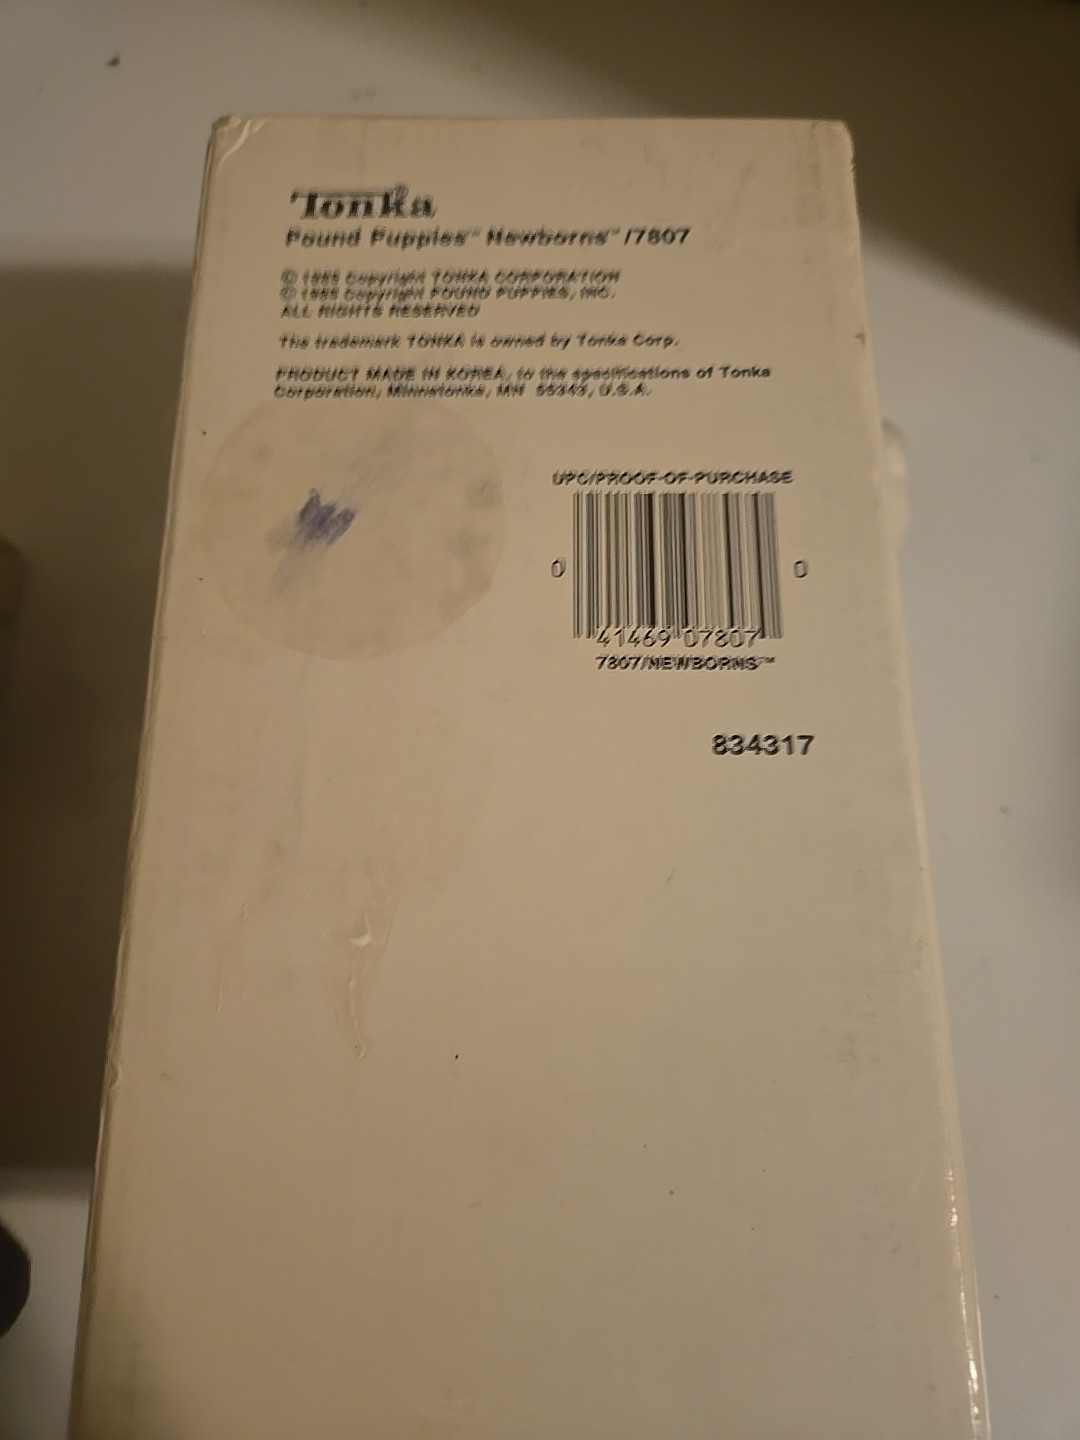 Tonka®
Pound Puppies™ Newborns™/7807
© 1985 Copyright TONKA CORPORATION
© 1985 Copyright POUND PUPPIES, INC.
ALL RIGHTS RESERVED
The trademark TONKA is owned by Tonka Corp.
PRODUCT MADE IN KOREA, to the specifications of Tonka
Corporation, Minnetonka, MN 55343, U.S.A.
UPC/PROOF-OF-PURCHASE
0 41469 07807 0
7807/NEWBORNS™
834317